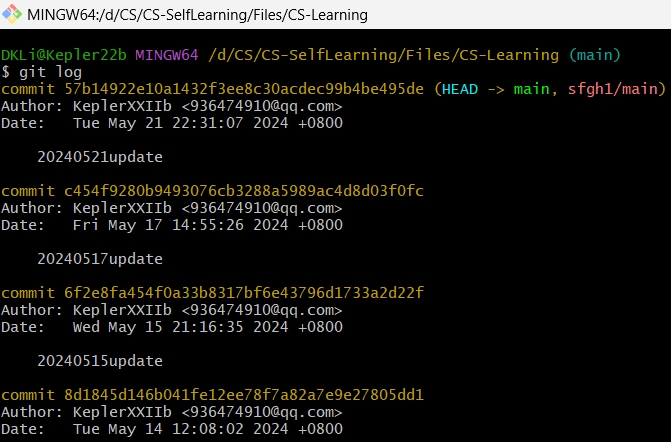 MINGW64:/d/CS/CS-SelfLearning/Files/CS-Learning
DKLi@Kepler22b MINGW64 /d/CS/CS-SelfLearning/Files/CS-Learning (main)
$ git log
commit 57b14922e10a1432f3ee8c30acdec99b4be495de (HEAD -> main, sfgh1/main)
Author: KeplerXXIIb <936474910@qq.com>
Date:   Tue May 21 22:31:07 2024 +0800
20240521update
commit c454f9280b9493076cb3288a5989ac4d8d03f0fc
Author: KeplerXXIIb <936474910@qq.com>
Date:   Fri May 17 14:55:26 2024 +0800
20240517update
commit 6f2e8fa454f0a33b8317bf6e43796d1733a2d22f
Author: KeplerXXIIb <936474910@qq.com>
Date:   Wed May 15 21:16:35 2024 +0800
20240515update
commit 8d1845d146b041fe12ee78f7a82a7e9e27805dd1
Author: KeplerXXIIb <936474910@qq.com>
Date:   Tue May 14 12:08:02 2024 +0800